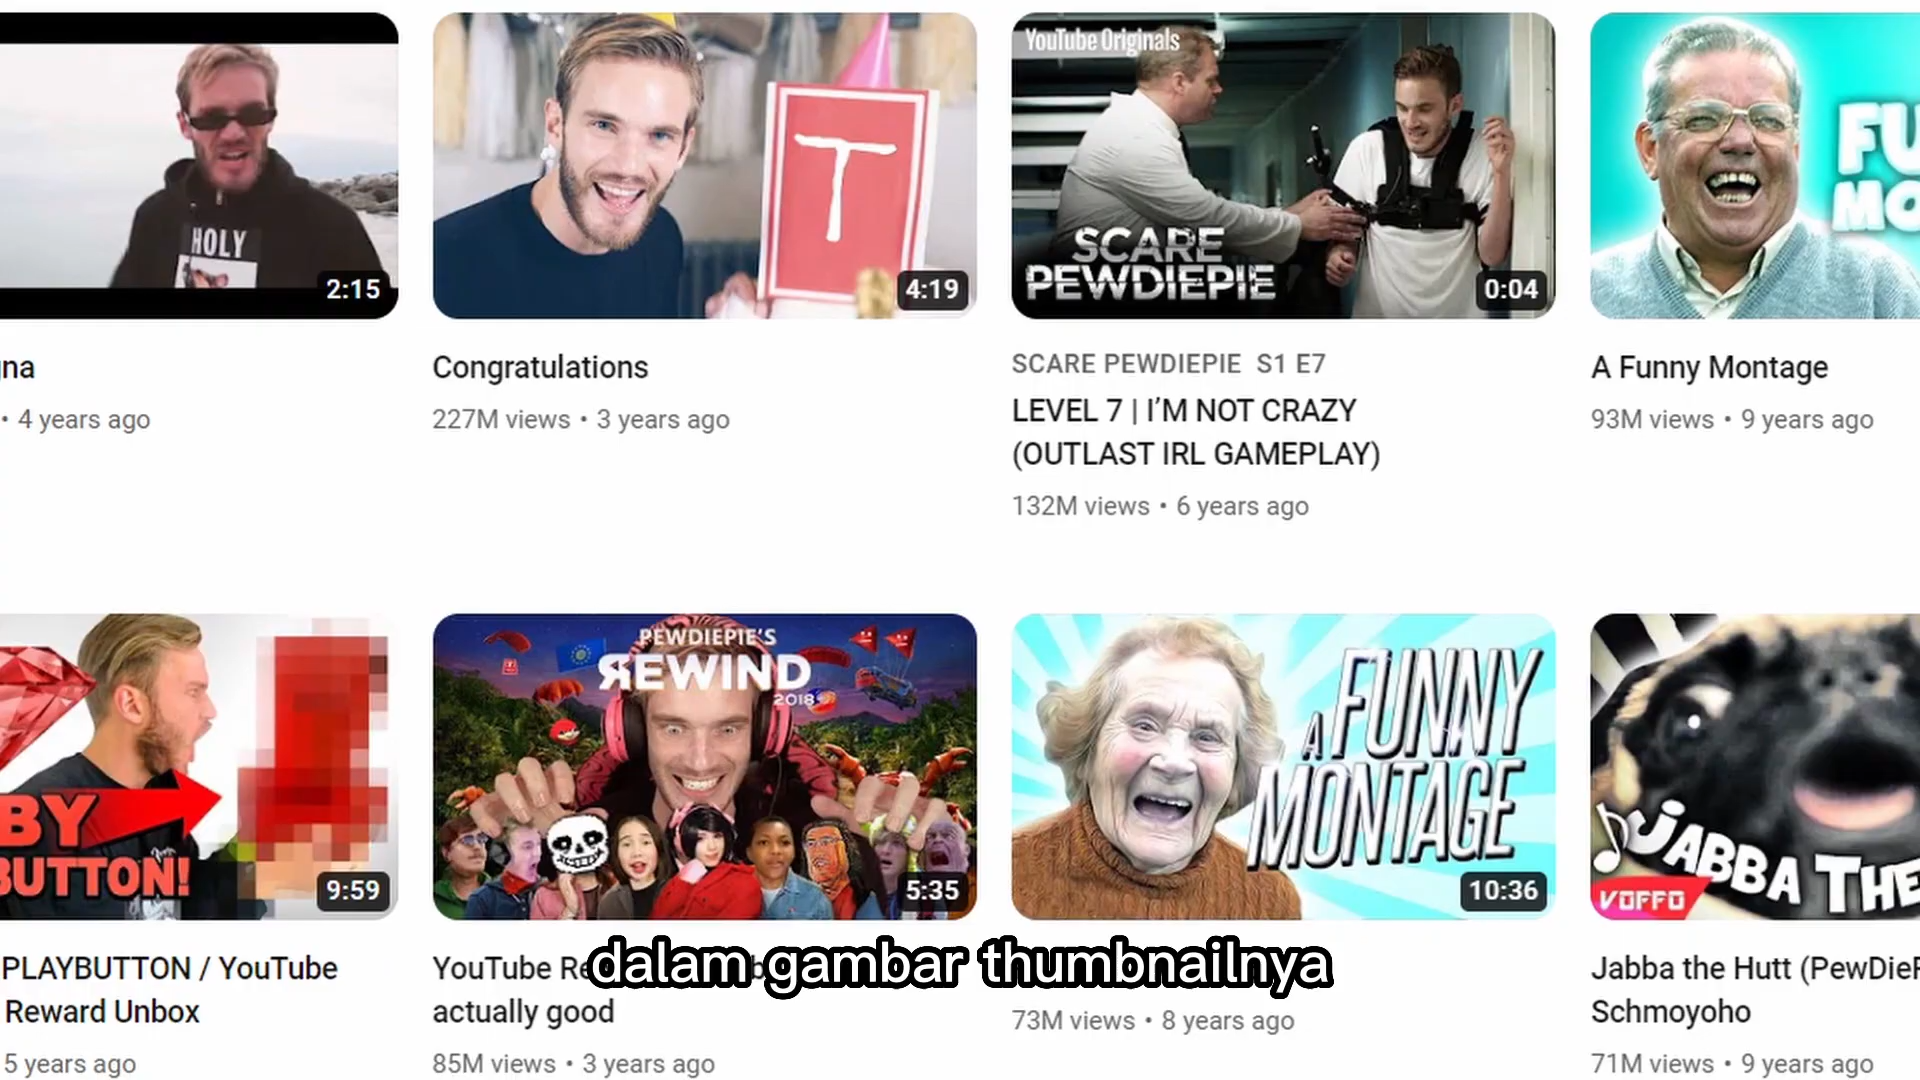 HOLY
2:15
T
4:19
YouTube Originals
SCARE
PEWDIEPIE
0:04
FU
MO
na
• 4 years ago
Congratulations
227M views • 3 years ago
SCARE PEWDIEPIE S1 E7
LEVEL 7 | I’M NOT CRAZY
(OUTLAST IRL GAMEPLAY)
132M views • 6 years ago
A Funny Montage
93M views • 9 years ago
BY
BUTTON!
9:59
PEWDIEPIE'S
ЯEWIND
2018
5:35
A FUNNY
MONTAGE
10:36
JABBA THE
VOFFO
PLAYBUTTON / YouTube
Reward Unbox
5 years ago
YouTube Re
actually good
85M views • 3 years ago
dalam gambar thumbnailnya
73M views • 8 years ago
Jabba the Hutt (PewDieP
Schmoyoho
71M views • 9 years ago